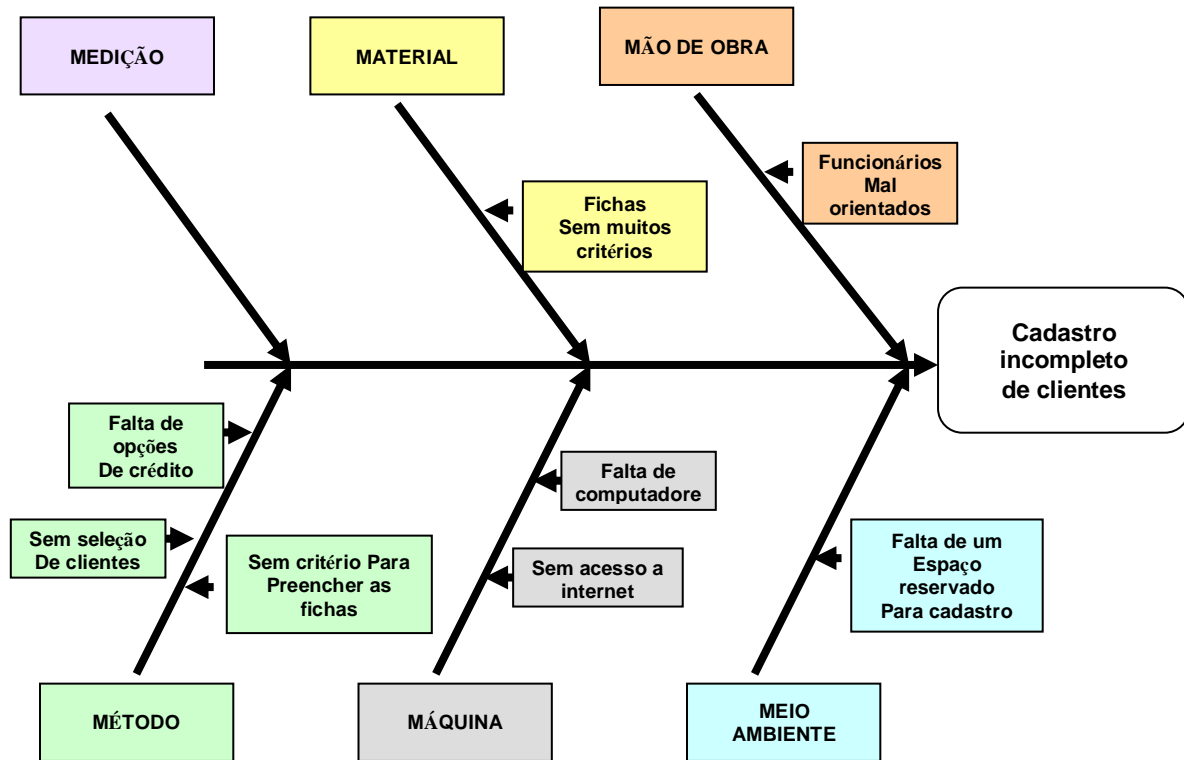 MEDIÇÃO
MATERIAL
MÃO DE OBRA
Fichas
Sem muitos
critérios
Funcionários
Mal
orientados
Cadastro
incompleto
de clientes
Falta de
opções
De crédito
Sem seleção
De clientes
Sem critério Para
Preencher as
fichas
Falta de
computadore
Sem acesso a
internet
Falta de um
Espaço
reservado
Para cadastro
MÉTODO
MÁQUINA
MEIO
AMBIENTE